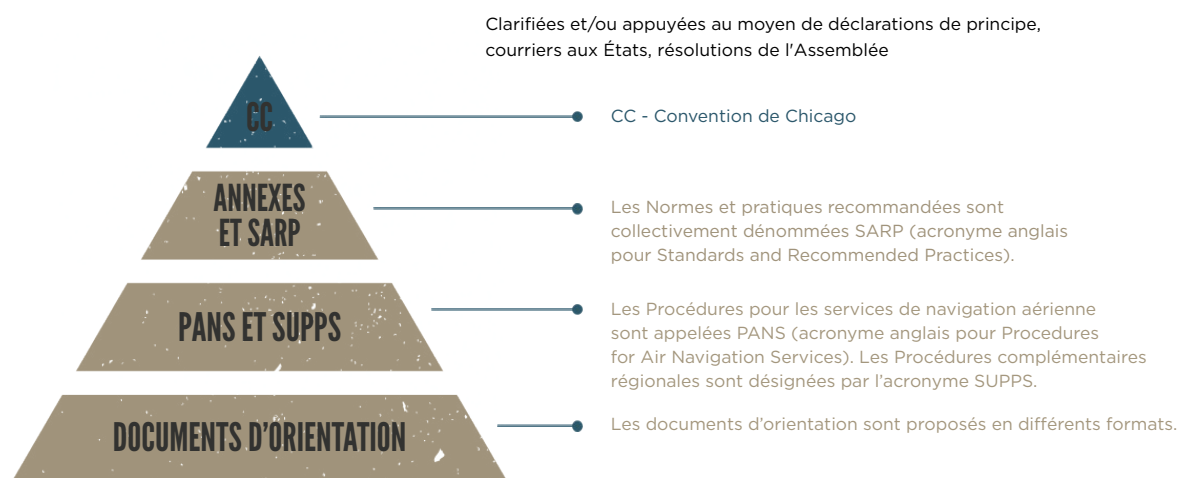 Clarifiées et/ou appuyées au moyen de déclarations de principe,
courriers aux États, résolutions de l'Assemblée
CC
CC - Convention de Chicago
ANNEXES
ET SARP
Les Normes et pratiques recommandées sont
collectivement dénommées SARP (acronyme anglais
pour Standards and Recommended Practices).
PANS ET SUPPS
Les Procédures pour les services de navigation aérienne
sont appelées PANS (acronyme anglais pour Procedures
for Air Navigation Services). Les Procédures complémentaires
régionales sont désignées par l’acronyme SUPPS.
DOCUMENTS D’ORIENTATION
Les documents d’orientation sont proposés en différents formats.